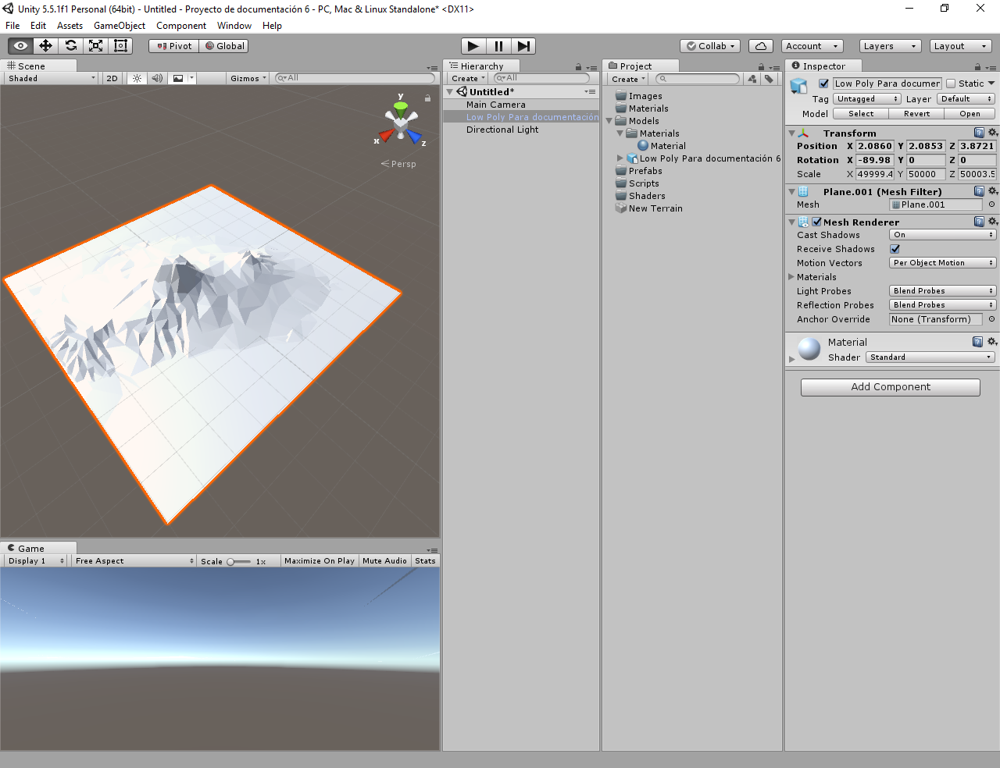 Unity 5.5.1f1 Personal (64bit) - Untitled - Proyecto de documentación 6 - PC, Mac & Linux Standalone* <DX11>
File Edit Assets GameObject Component Window Help
Pivot Global Collab Account Layers Layout
Scene
Shaded 2D Gizmos All
y
x
z
Persp
Game
Display 1 Free Aspect Scale 1x Maximize On Play Mute Audio Stats
Hierarchy
Create All
Untitled*
Main Camera
Low Poly Para documentación
Directional Light
Project
Create
Images
Materials
Models
Materials
Material
Low Poly Para documentación 6
Prefabs
Scripts
Shaders
New Terrain
Inspector
Low Poly Para documer Static
Tag Untagged Layer Default
Model Select Revert Open
Transform
Position X 2.0860 Y 2.0853 Z 3.8721
Rotation X -89.98 Y 0 Z 0
Scale X 49999.4 Y 50000 Z 50003.5
Plane.001 (Mesh Filter)
Mesh Plane.001
Mesh Renderer
Cast Shadows On
Receive Shadows
Motion Vectors Per Object Motion
Materials
Light Probes Blend Probes
Reflection Probes Blend Probes
Anchor Override None (Transform)
Material
Shader Standard
Add Component